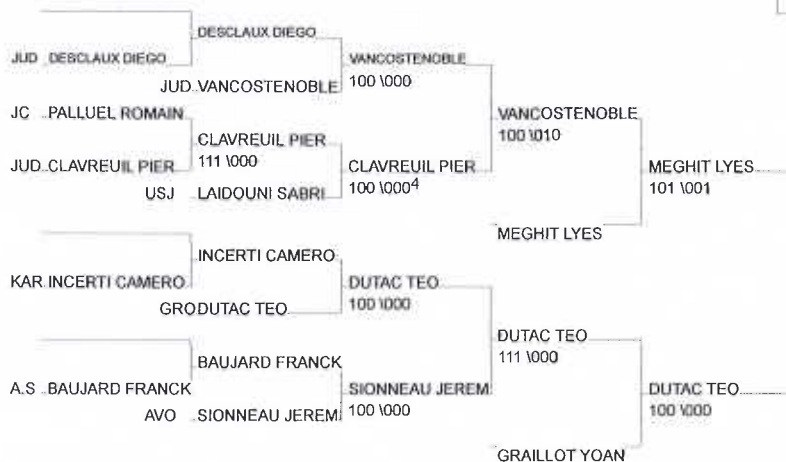 DESCLAUX DIEGO
JUD DESCLAUX DIEGO
VANCOSTENOBLE
JUD VANCOSTENOBLE
100 \000
JC PALLUEL ROMAIN
VANCOSTENOBLE
100 \010
CLAVREUIL PIER
111 \000
JUD CLAVREUIL PIER
CLAVREUIL PIER
100 \000⁴
MEGHIT LYES
101 \001
USJ LAIDOUNI SABRI
MEGHIT LYES
INCERTI CAMERO
KAR INCERTI CAMERO
DUTAC TEO
100 \000
GRO DUTAC TEO
DUTAC TEO
111 \000
BAUJARD FRANCK
A.S BAUJARD FRANCK
SIONNEAU JEREM
100 \000
DUTAC TEO
100 \000
AVO SIONNEAU JEREM
GRAILLOT YOAN